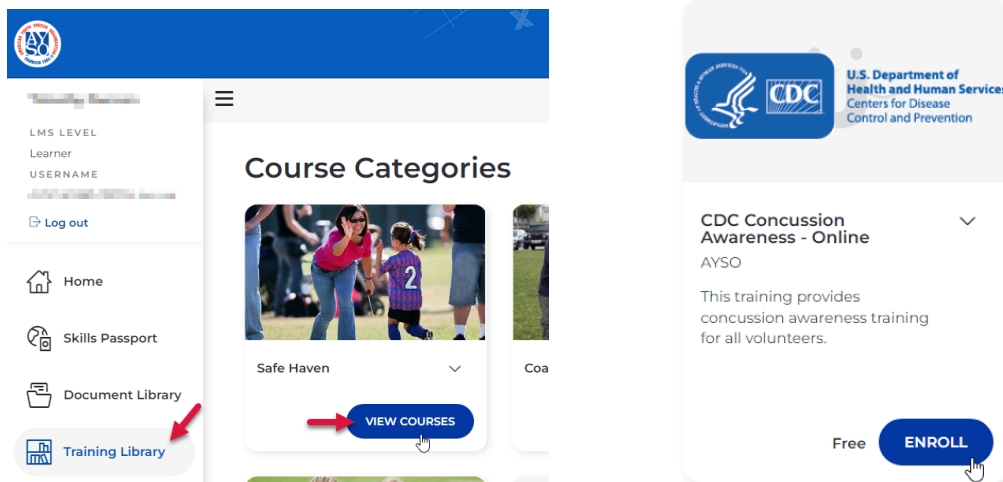 AYSO
LMS LEVEL
Learner
USERNAME
Log out
Home
Skills Passport
Document Library
Training Library
Course Categories
2
Safe Haven
VIEW COURSES
Coa
CDC
U.S. Department of
Health and Human Services
Centers for Disease
Control and Prevention
CDC Concussion
Awareness - Online
AYSO
This training provides
concussion awareness training
for all volunteers.
Free
ENROLL